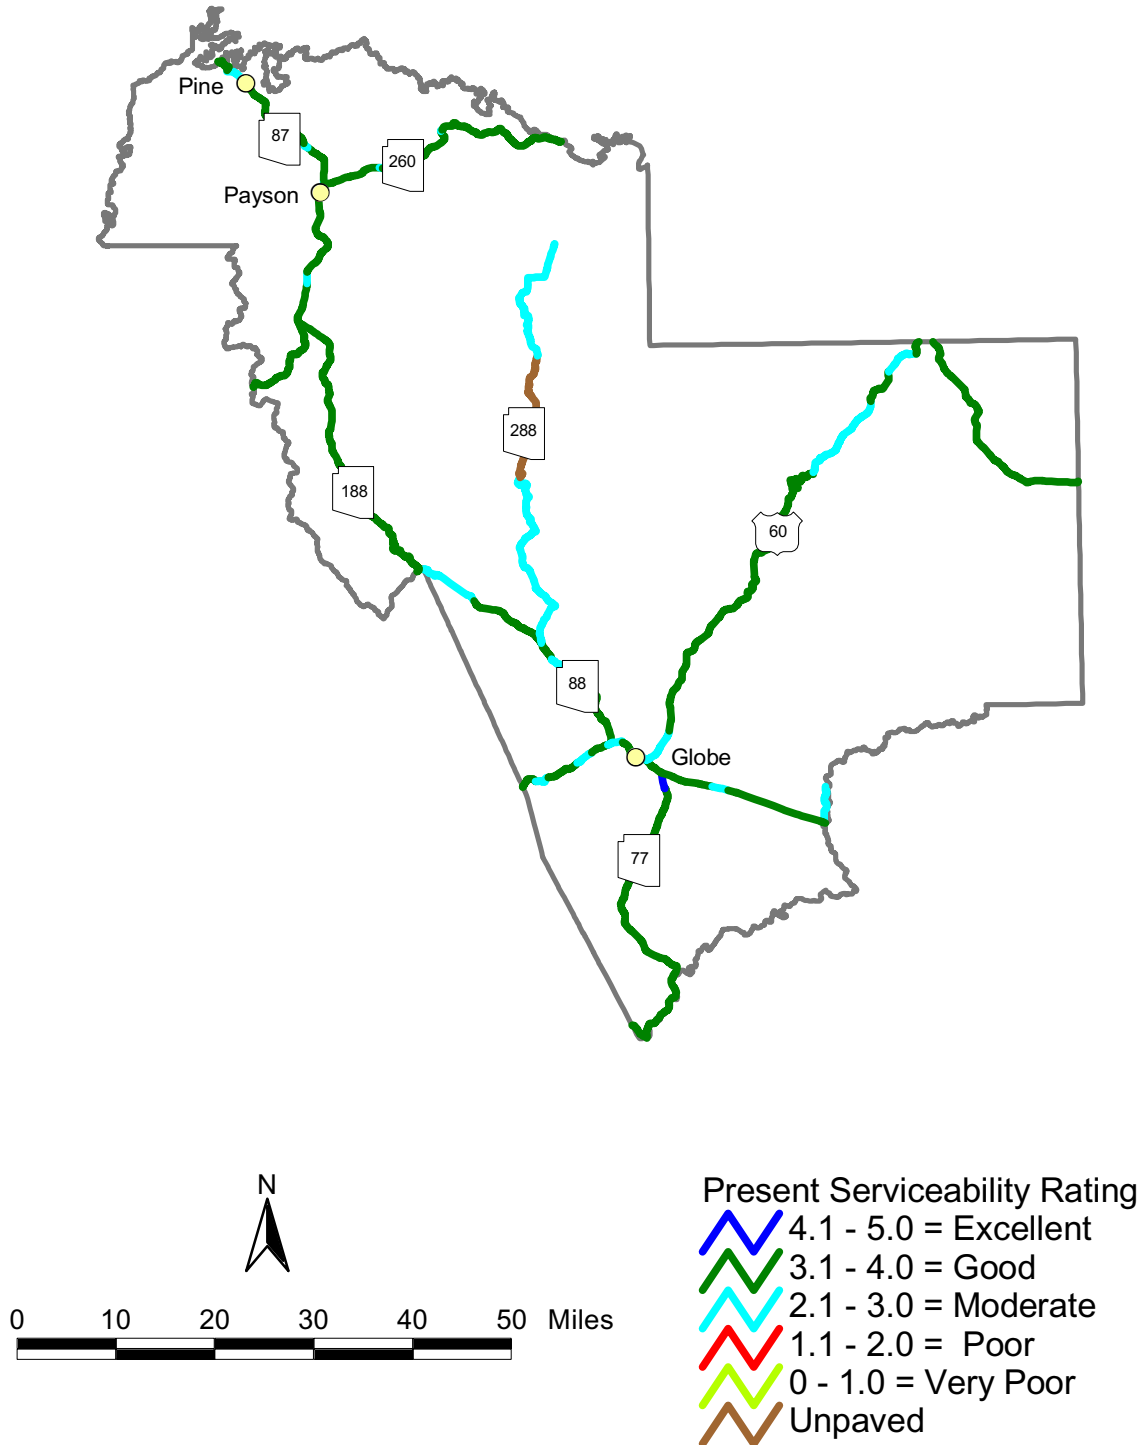 Pine
87
260
Payson
288
188
60
88
Globe
77
N
0 10 20 30 40 50 Miles
Present Serviceability Rating
4.1 - 5.0 = Excellent
3.1 - 4.0 = Good
2.1 - 3.0 = Moderate
1.1 - 2.0 = Poor
0 - 1.0 = Very Poor
Unpaved